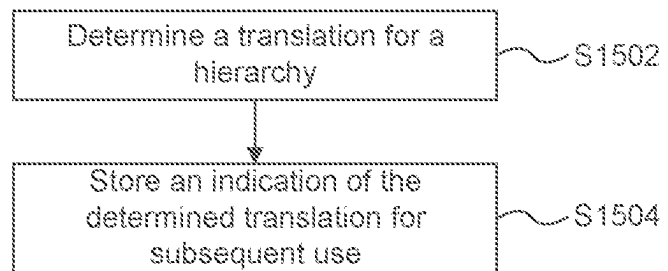 Determine a translation for a
hierarchy
S1502
Store an indication of the
determined translation for
subsequent use
S1504